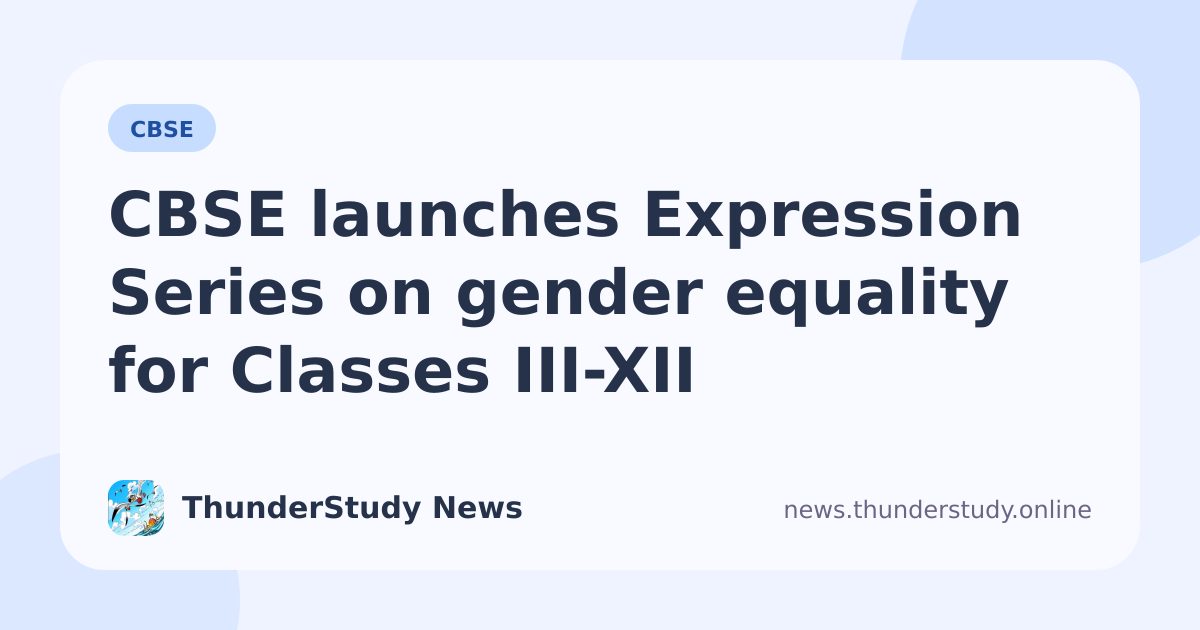 CBSE
CBSE launches Expression
Series on gender equality
for Classes III-XII
ThunderStudy News
news.thunderstudy.online